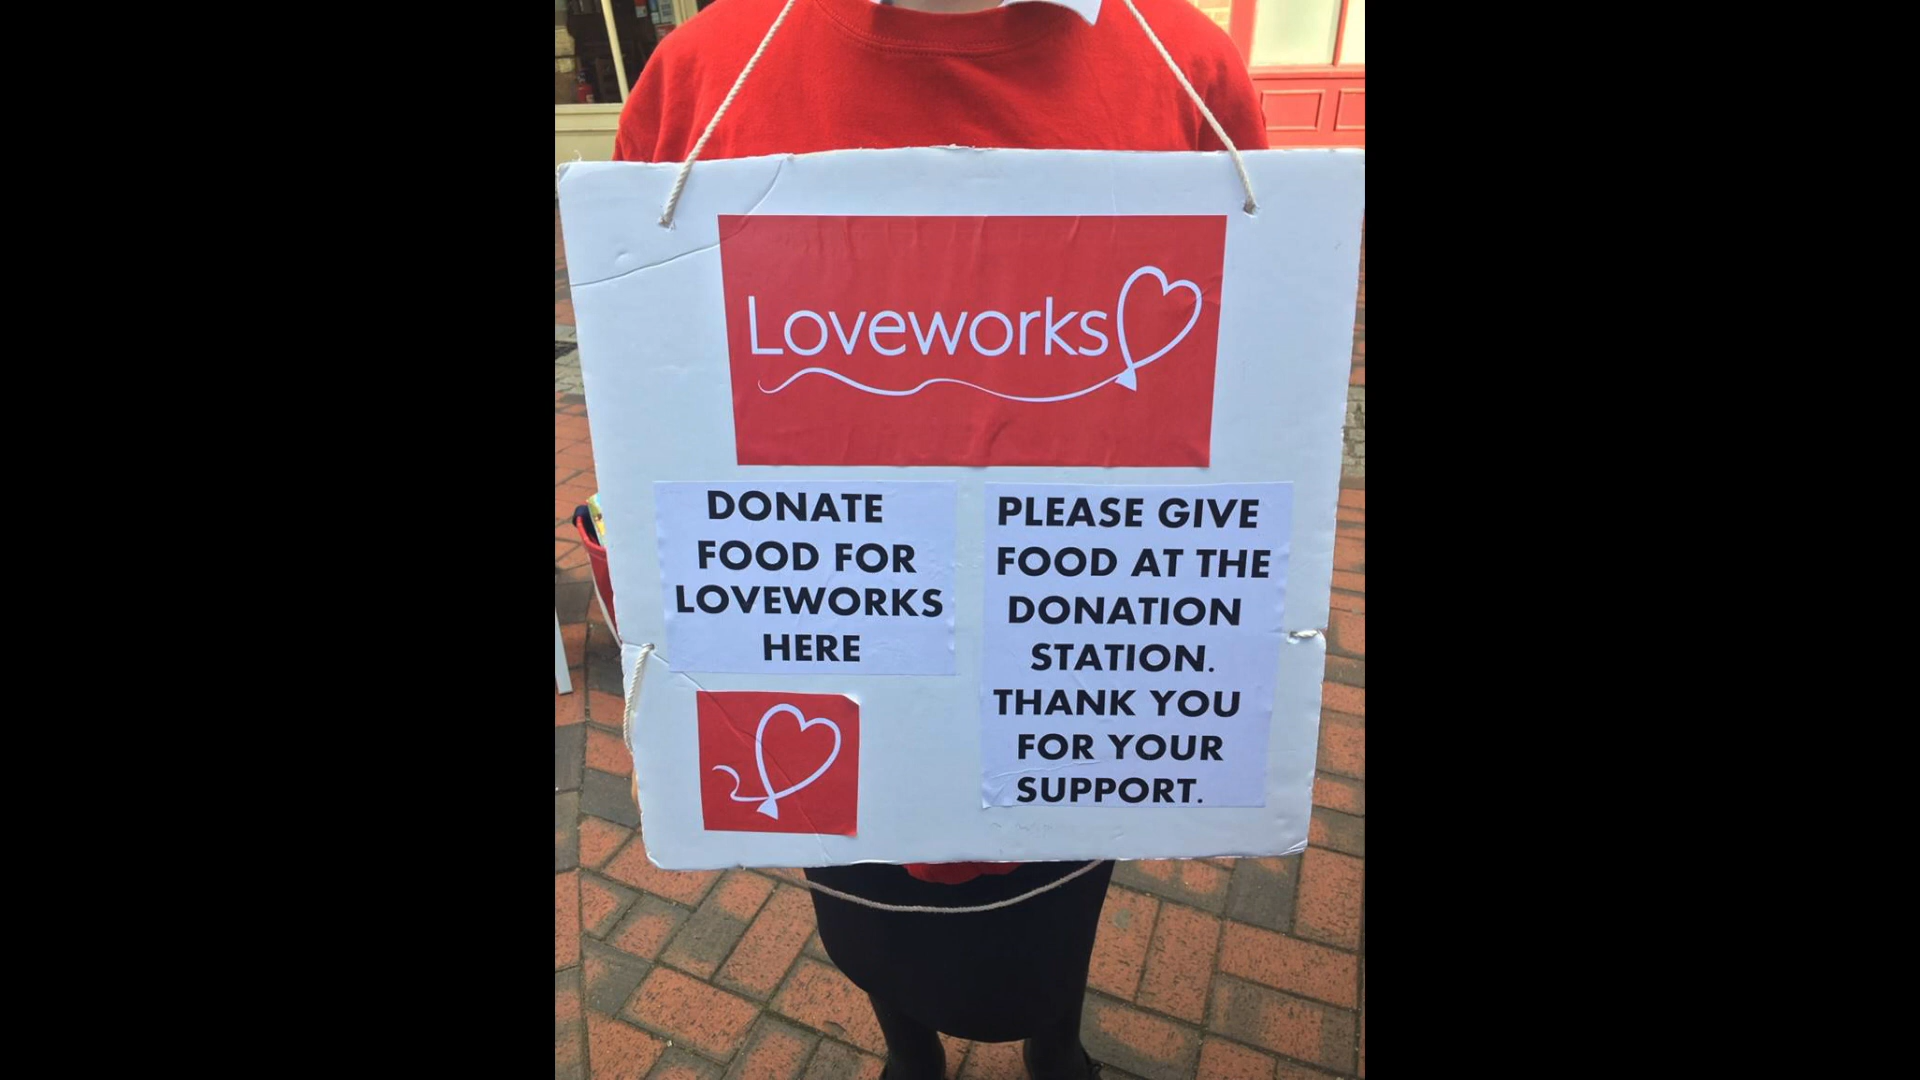 Loveworks
DONATE
FOOD FOR
LOVEWORKS
HERE
PLEASE GIVE
FOOD AT THE
DONATION
STATION.
THANK YOU
FOR YOUR
SUPPORT.